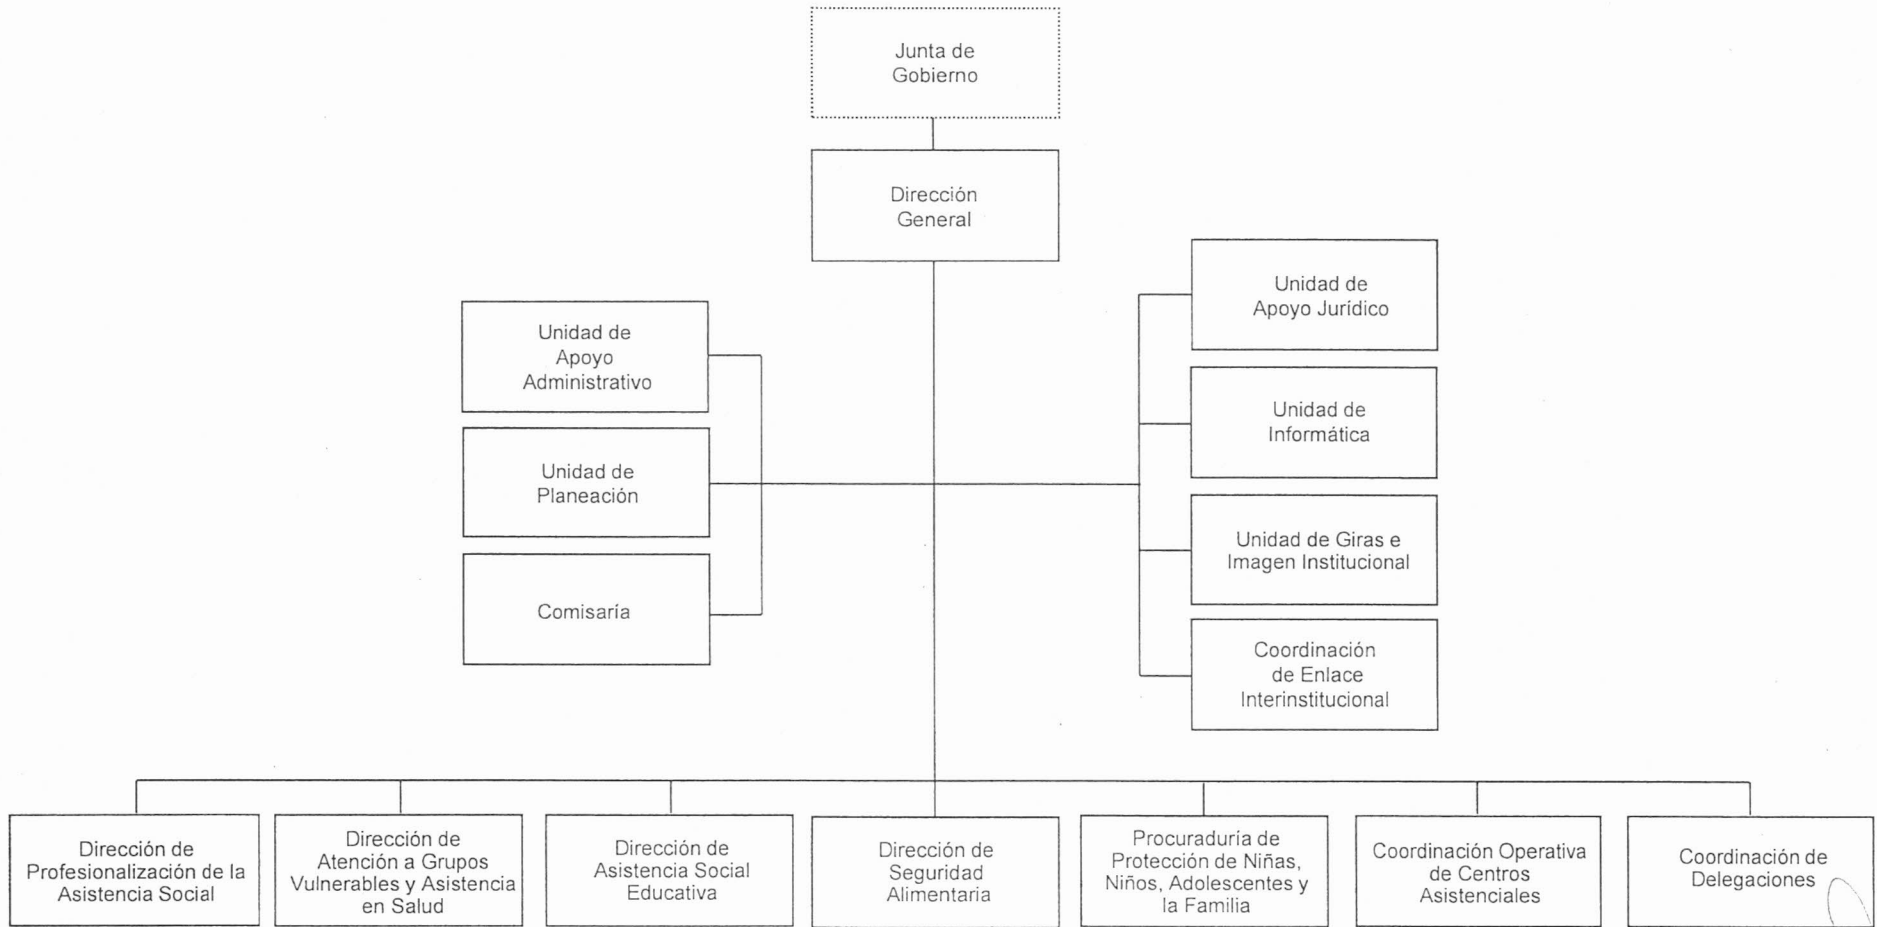 Junta de
Gobierno
Dirección
General
Unidad de
Apoyo
Administrativo
Unidad de
Planeación
Comisaría
Unidad de
Apoyo Jurídico
Unidad de
Informática
Unidad de Giras e
Imagen Institucional
Coordinación
de Enlace
Interinstitucional
Dirección de
Profesionalización de la
Asistencia Social
Dirección de
Atención a Grupos
Vulnerables y Asistencia
en Salud
Dirección de
Asistencia Social
Educativa
Dirección de
Seguridad
Alimentaria
Procuraduría de
Protección de Niñas,
Niños, Adolescentes y
la Familia
Coordinación Operativa
de Centros
Asistenciales
Coordinación de
Delegaciones